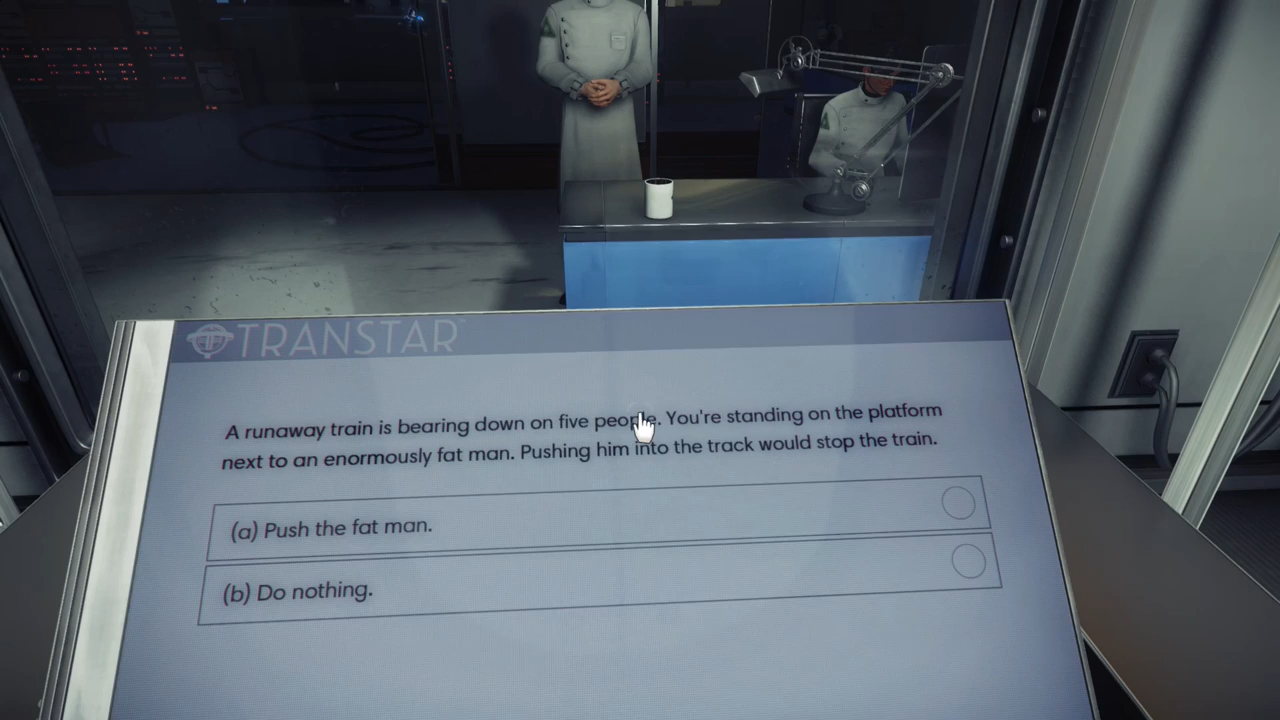 TRANSTAR
A runaway train is bearing down on five people. You're standing on the platform
next to an enormously fat man. Pushing him into the track would stop the train.
(a) Push the fat man.
(b) Do nothing.